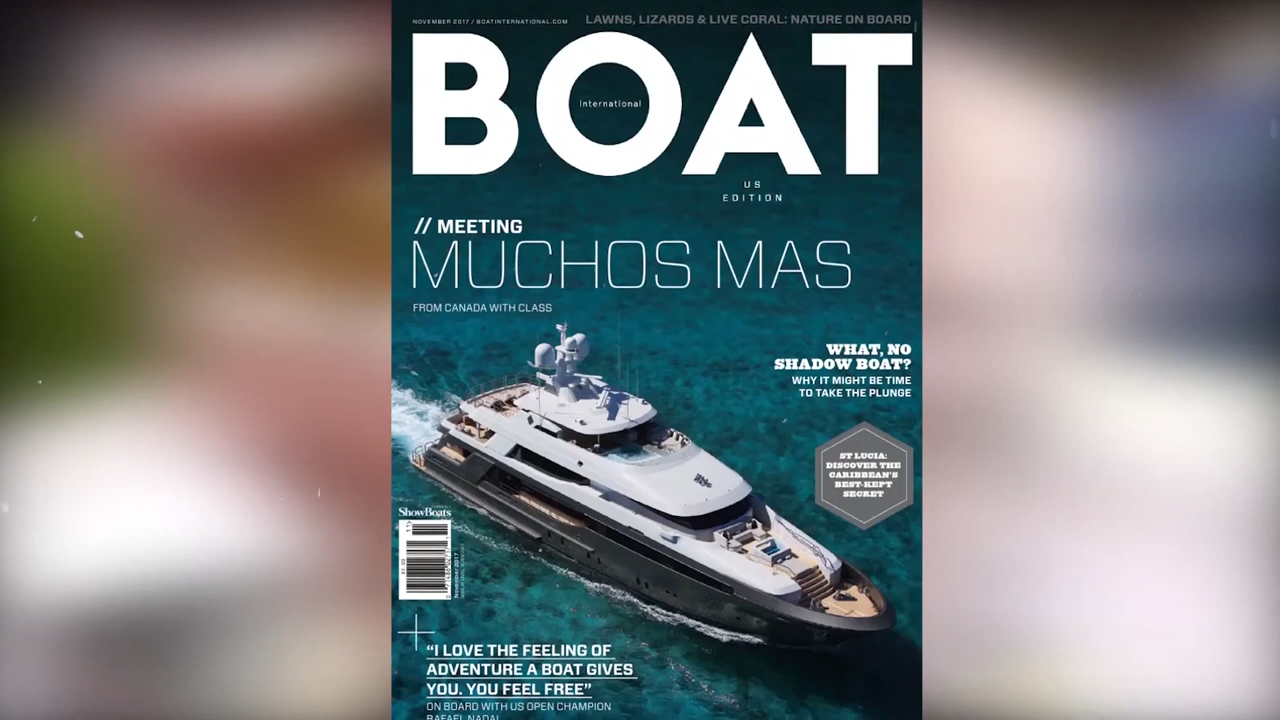 NOVEMBER 2017 / BOATINTERNATIONAL.COM
LAWNS, LIZARDS & LIVE CORAL: NATURE ON BOARD
BOAT
International
US
EDITION
// MEETING
MUCHOS MAS
FROM CANADA WITH CLASS
WHAT, NO
SHADOW BOAT?
WHY IT MIGHT BE TIME
TO TAKE THE PLUNGE
ST LUCIA:
DISCOVER THE
CARIBBEAN'S
BEST-KEPT
SECRET
ShowBoats
November 2017
“I LOVE THE FEELING OF
ADVENTURE A BOAT GIVES
YOU. YOU FEEL FREE”
ON BOARD WITH US OPEN CHAMPION
RAFAEL NADAL